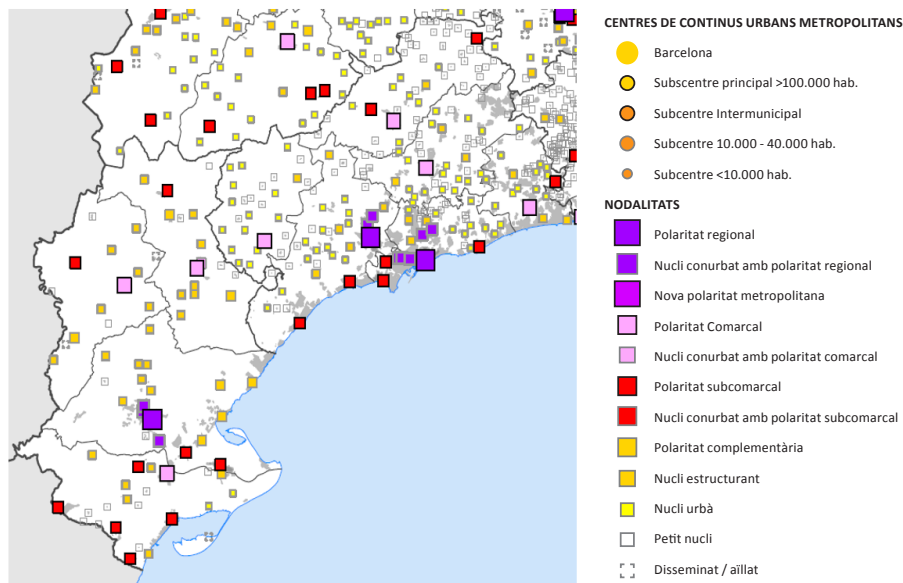 CENTRES DE CONTINUS URBANS METROPOLITANS
Barcelona
Subscentre principal >100.000 hab.
Subcentre Intermunicipal
Subcentre 10.000 - 40.000 hab.
Subcentre <10.000 hab.
NODALITATS
Polaritat regional
Nucli conurbat amb polaritat regional
Nova polaritat metropolitana
Polaritat Comarcal
Nucli conurbat amb polaritat comarcal
Polaritat subcomarcal
Nucli conurbat amb polaritat subcomarcal
Polaritat complementària
Nucli estructurant
Nucli urbà
Petit nucli
Disseminat / aïllat